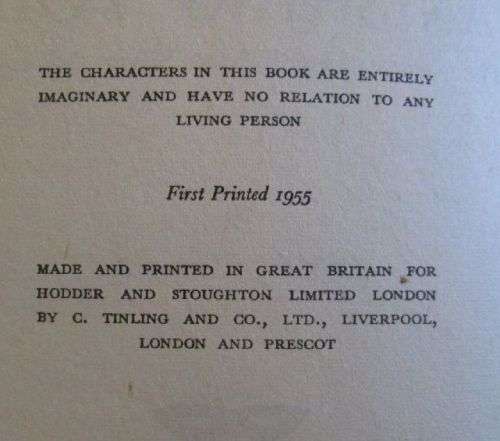 THE CHARACTERS IN THIS BOOK ARE ENTIRELY
IMAGINARY AND HAVE NO RELATION TO ANY
LIVING PERSON
First Printed 1955
MADE AND PRINTED IN GREAT BRITAIN FOR
HODDER AND STOUGHTON LIMITED LONDON
BY C. TINLING AND CO., LTD., LIVERPOOL,
LONDON AND PRESCOT